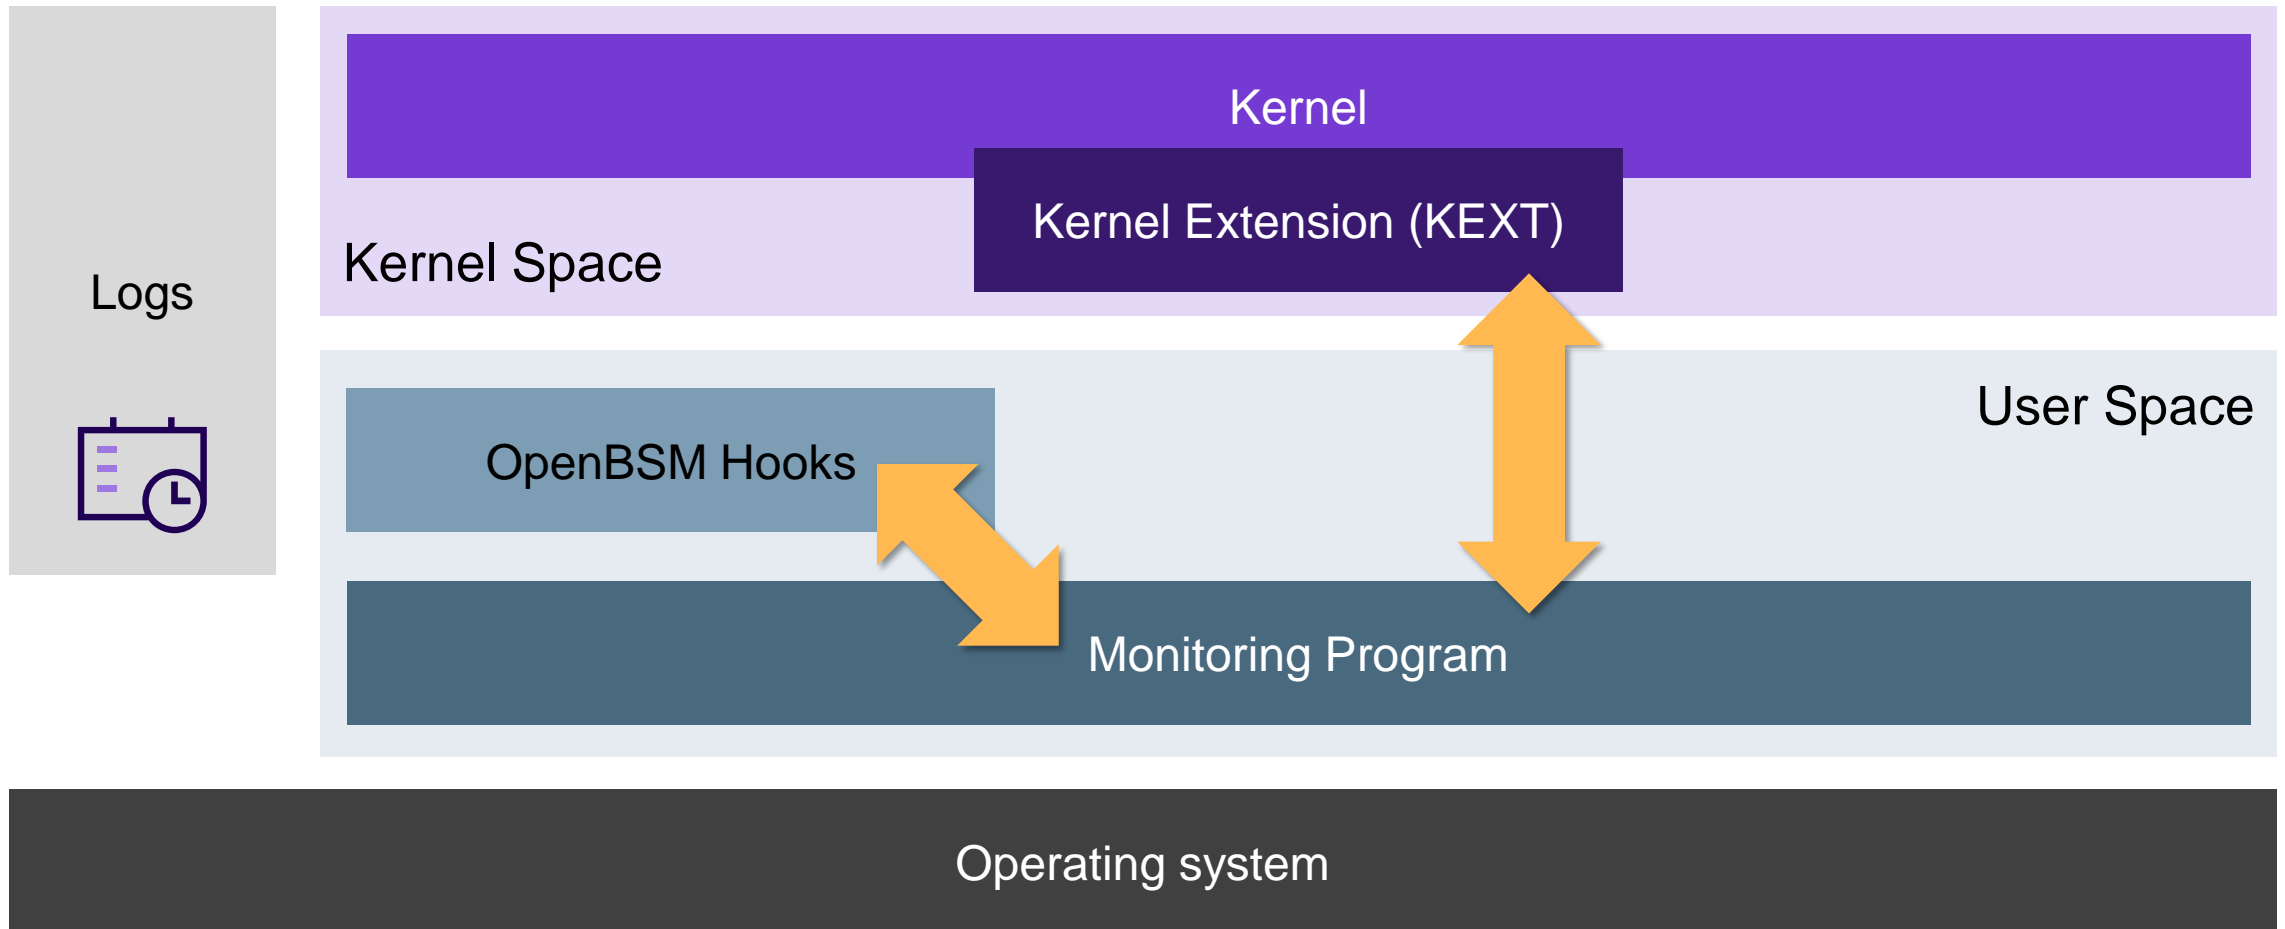 Logs
Kernel
Kernel Extension (KEXT)
Kernel Space
User Space
OpenBSM Hooks
Monitoring Program
Operating system